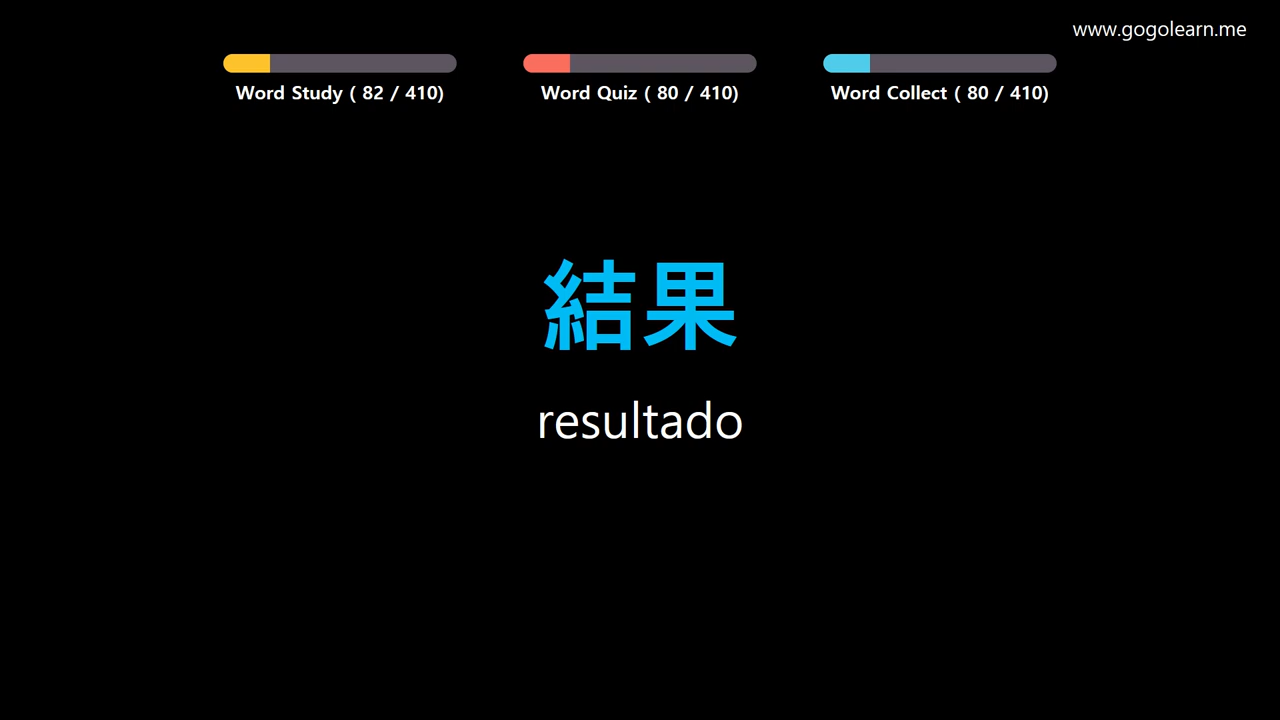 www.gogolearn.me
Word Study ( 82 / 410)
Word Quiz ( 80 / 410)
Word Collect ( 80 / 410)
結果
resultado